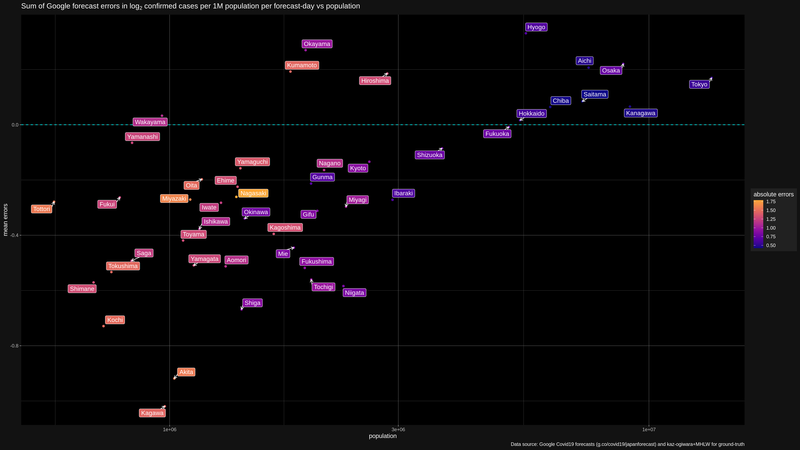 Sum of Google forecast errors in log2 confirmed cases per 1M population per forecast-day vs population
Hyogo
Okayama
Aichi
Kumamoto
Osaka
Hiroshima
Tokyo
Saitama
Chiba
Hokkaido
Kanagawa
Wakayama
0.0
Fukuoka
Yamanashi
Shizuoka
Yamaguchi
Nagano
Kyoto
Gunma
Ehime
Oita
absolute errors
Nagasaki
Ibaraki
Miyazaki
1.75
Miyagi
Fukui
Iwate
1.50
Tottori
Okinawa
Gifu
1.25
Ishikawa
Kagoshima
1.00
mean errors
Toyama
-0.4
0.75
Saga
Mie
0.50
Yamagata
Aomori
Fukushima
Tokushima
Shimane
Tochigi
Niigata
Shiga
Kochi
-0.8
Akita
Kagawa
1e+06
3e+06
1e+07
population
Data source: Google Covid19 forecasts (g.co/covid19/japanforecast) and kaz-ogiwara+MHLW for ground-truth